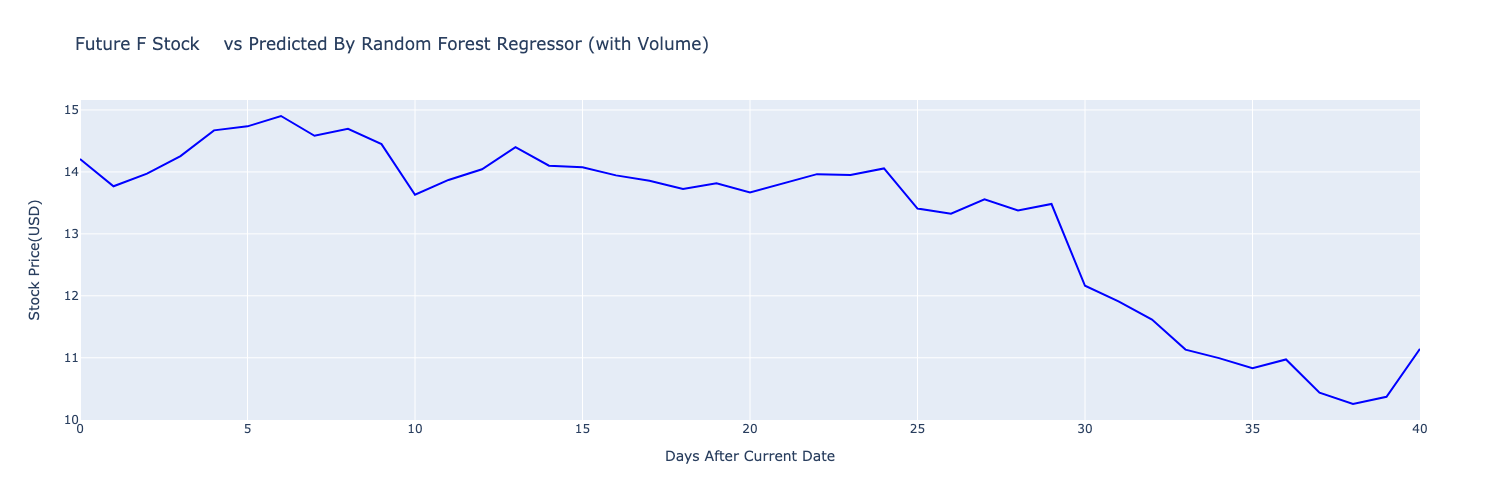 Future F Stock    vs Predicted By Random Forest Regressor (with Volume)
Stock Price(USD)
15
14
13
12
11
10
0 5 10 15 20 25 30 35 40
Days After Current Date